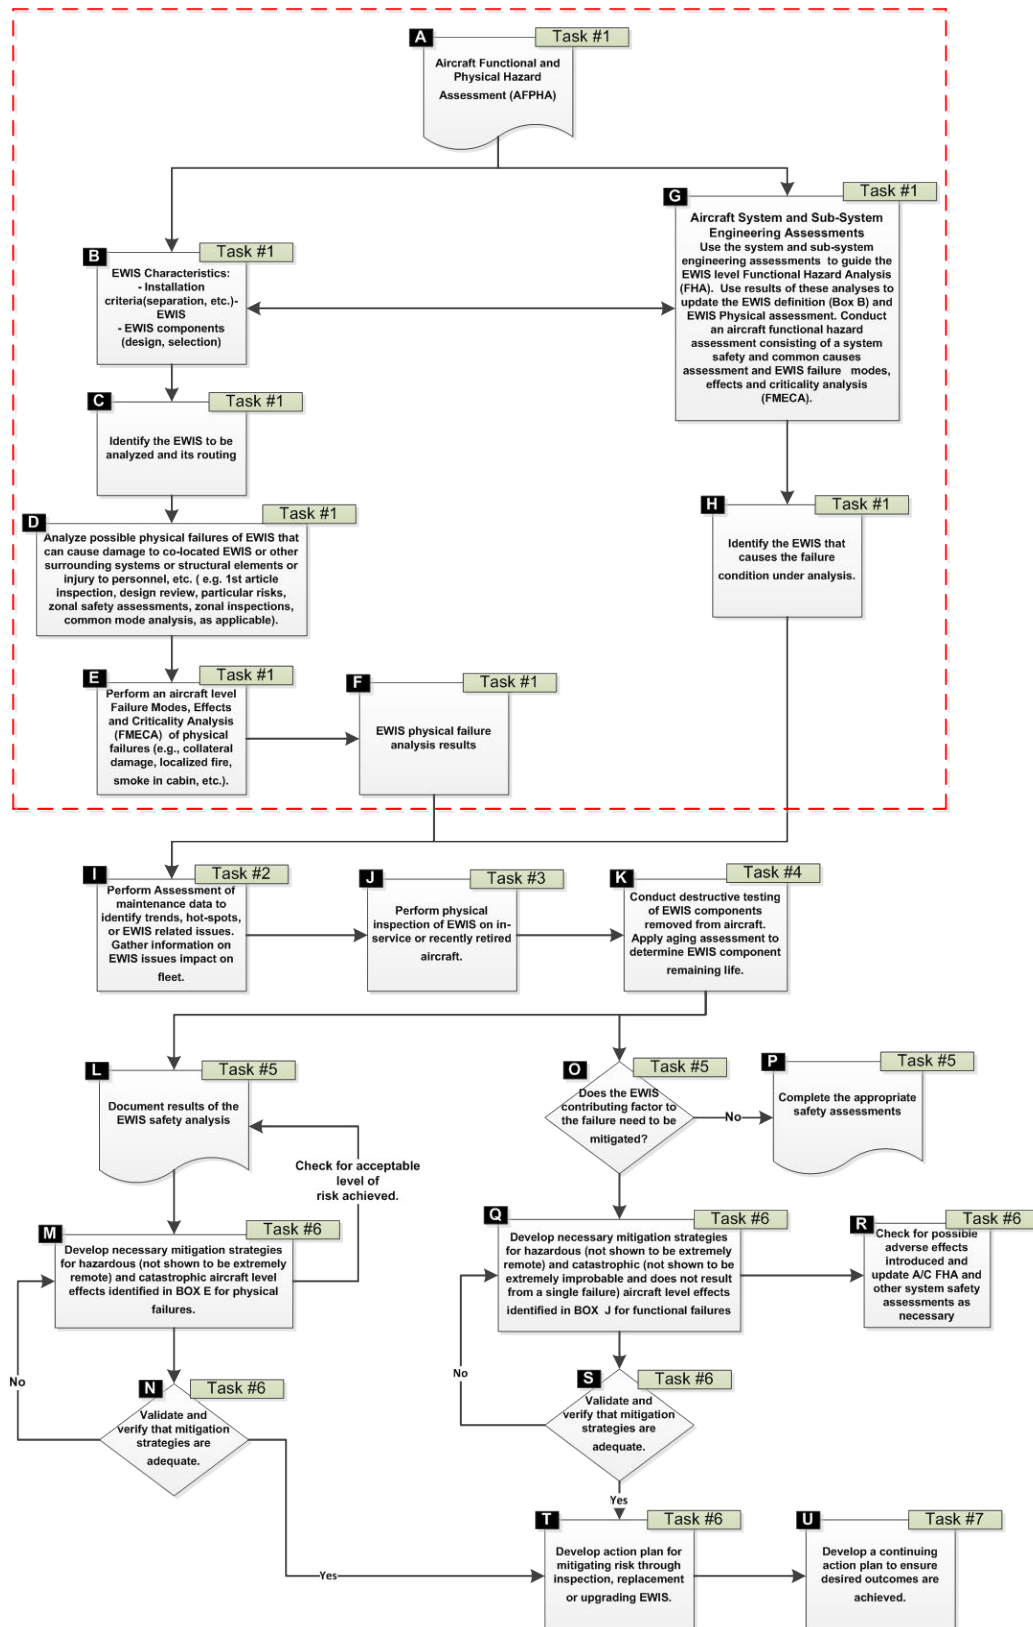 A
Task #1
Aircraft Functional and
Physical Hazard
Assessment (AFPHA)
G
Task #1
Aircraft System and Sub-System
Engineering Assessments
Use the system and sub-system
engineering assessments to guide the
EWIS level Functional Hazard Analysis
(FHA). Use results of these analyses to
update the EWIS definition (Box B) and
EWIS Physical assessment. Conduct
an aircraft functional hazard
assessment consisting of a system
safety and common causes
assessment and EWIS failure modes,
effects and criticality analysis
(FMECA).
B
Task #1
EWIS Characteristics:
- Installation
criteria(separation, etc.)-
EWIS
- EWIS components
(design, selection)
C
Task #1
Identify the EWIS to be
analyzed and its routing
D
Task #1
Analyze possible physical failures of EWIS that
can cause damage to co-located EWIS or other
surrounding systems or structural elements or
injury to personnel, etc. ( e.g. 1st article
inspection, design review, particular risks,
zonal safety assessments, zonal inspections,
common mode analysis, as applicable).
H
Task #1
Identify the EWIS that
causes the failure
condition under analysis.
E
Task #1
Perform an aircraft level
Failure Modes, Effects
and Criticality Analysis
(FMECA) of physical
failures (e.g., collateral
damage, localized fire,
smoke in cabin, etc.).
F
Task #1
EWIS physical failure
analysis results
I
Task #2
Perform Assessment of
maintenance data to
identify trends, hot-spots,
or EWIS related issues.
Gather information on
EWIS issues impact on
fleet.
J
Task #3
Perform physical
inspection of EWIS on in-
service or recently retired
aircraft.
K
Task #4
Conduct destructive testing
of EWIS components
removed from aircraft.
Apply aging assessment to
determine EWIS component
remaining life.
L
Task #5
Document results of the
EWIS safety analysis
O
Task #5
Does the EWIS
contributing factor to
the failure need to be
mitigated?
No
P
Task #5
Complete the appropriate
safety assessments
Check for acceptable
level of
risk achieved.
M
Task #6
Develop necessary mitigation strategies
for hazardous (not shown to be extremely
remote) and catastrophic aircraft level
effects identified in BOX E for physical
failures.
Q
Task #6
Develop necessary mitigation strategies
for hazardous (not shown to be extremely
remote) and catastrophic (not shown to
be extremely improbable and does not result
from a single failure) aircraft level effects
identified in BOX J for functional failures
R
Task #6
Check for possible
adverse effects
introduced and
update A/C FHA and
other system safety
assessments as
necessary
No
N
Task #6
Validate and
verify that mitigation
strategies are
adequate.
No
S
Task #6
Validate and
verify that mitigation
strategies are
adequate.
Yes
Yes
T
Task #6
Develop action plan for
mitigating risk through
inspection, replacement
or upgrading EWIS.
U
Task #7
Develop a continuing
action plan to ensure
desired outcomes are
achieved.